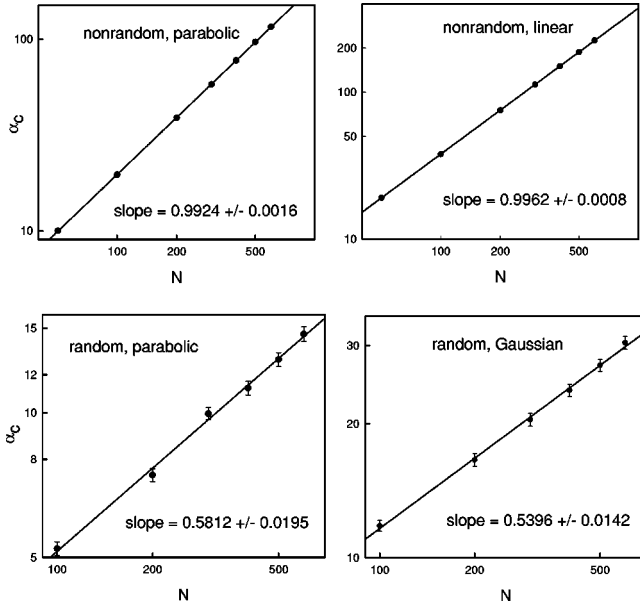 nonrandom, parabolic
100
10
αC
slope = 0.9924 +/- 0.0016
100
200
500
N
nonrandom, linear
200
100
50
10
slope = 0.9962 +/- 0.0008
100
200
500
N
random, parabolic
15
12
10
8
5
αC
slope = 0.5812 +/- 0.0195
100
200
500
N
random, Gaussian
30
20
10
slope = 0.5396 +/- 0.0142
100
200
500
N